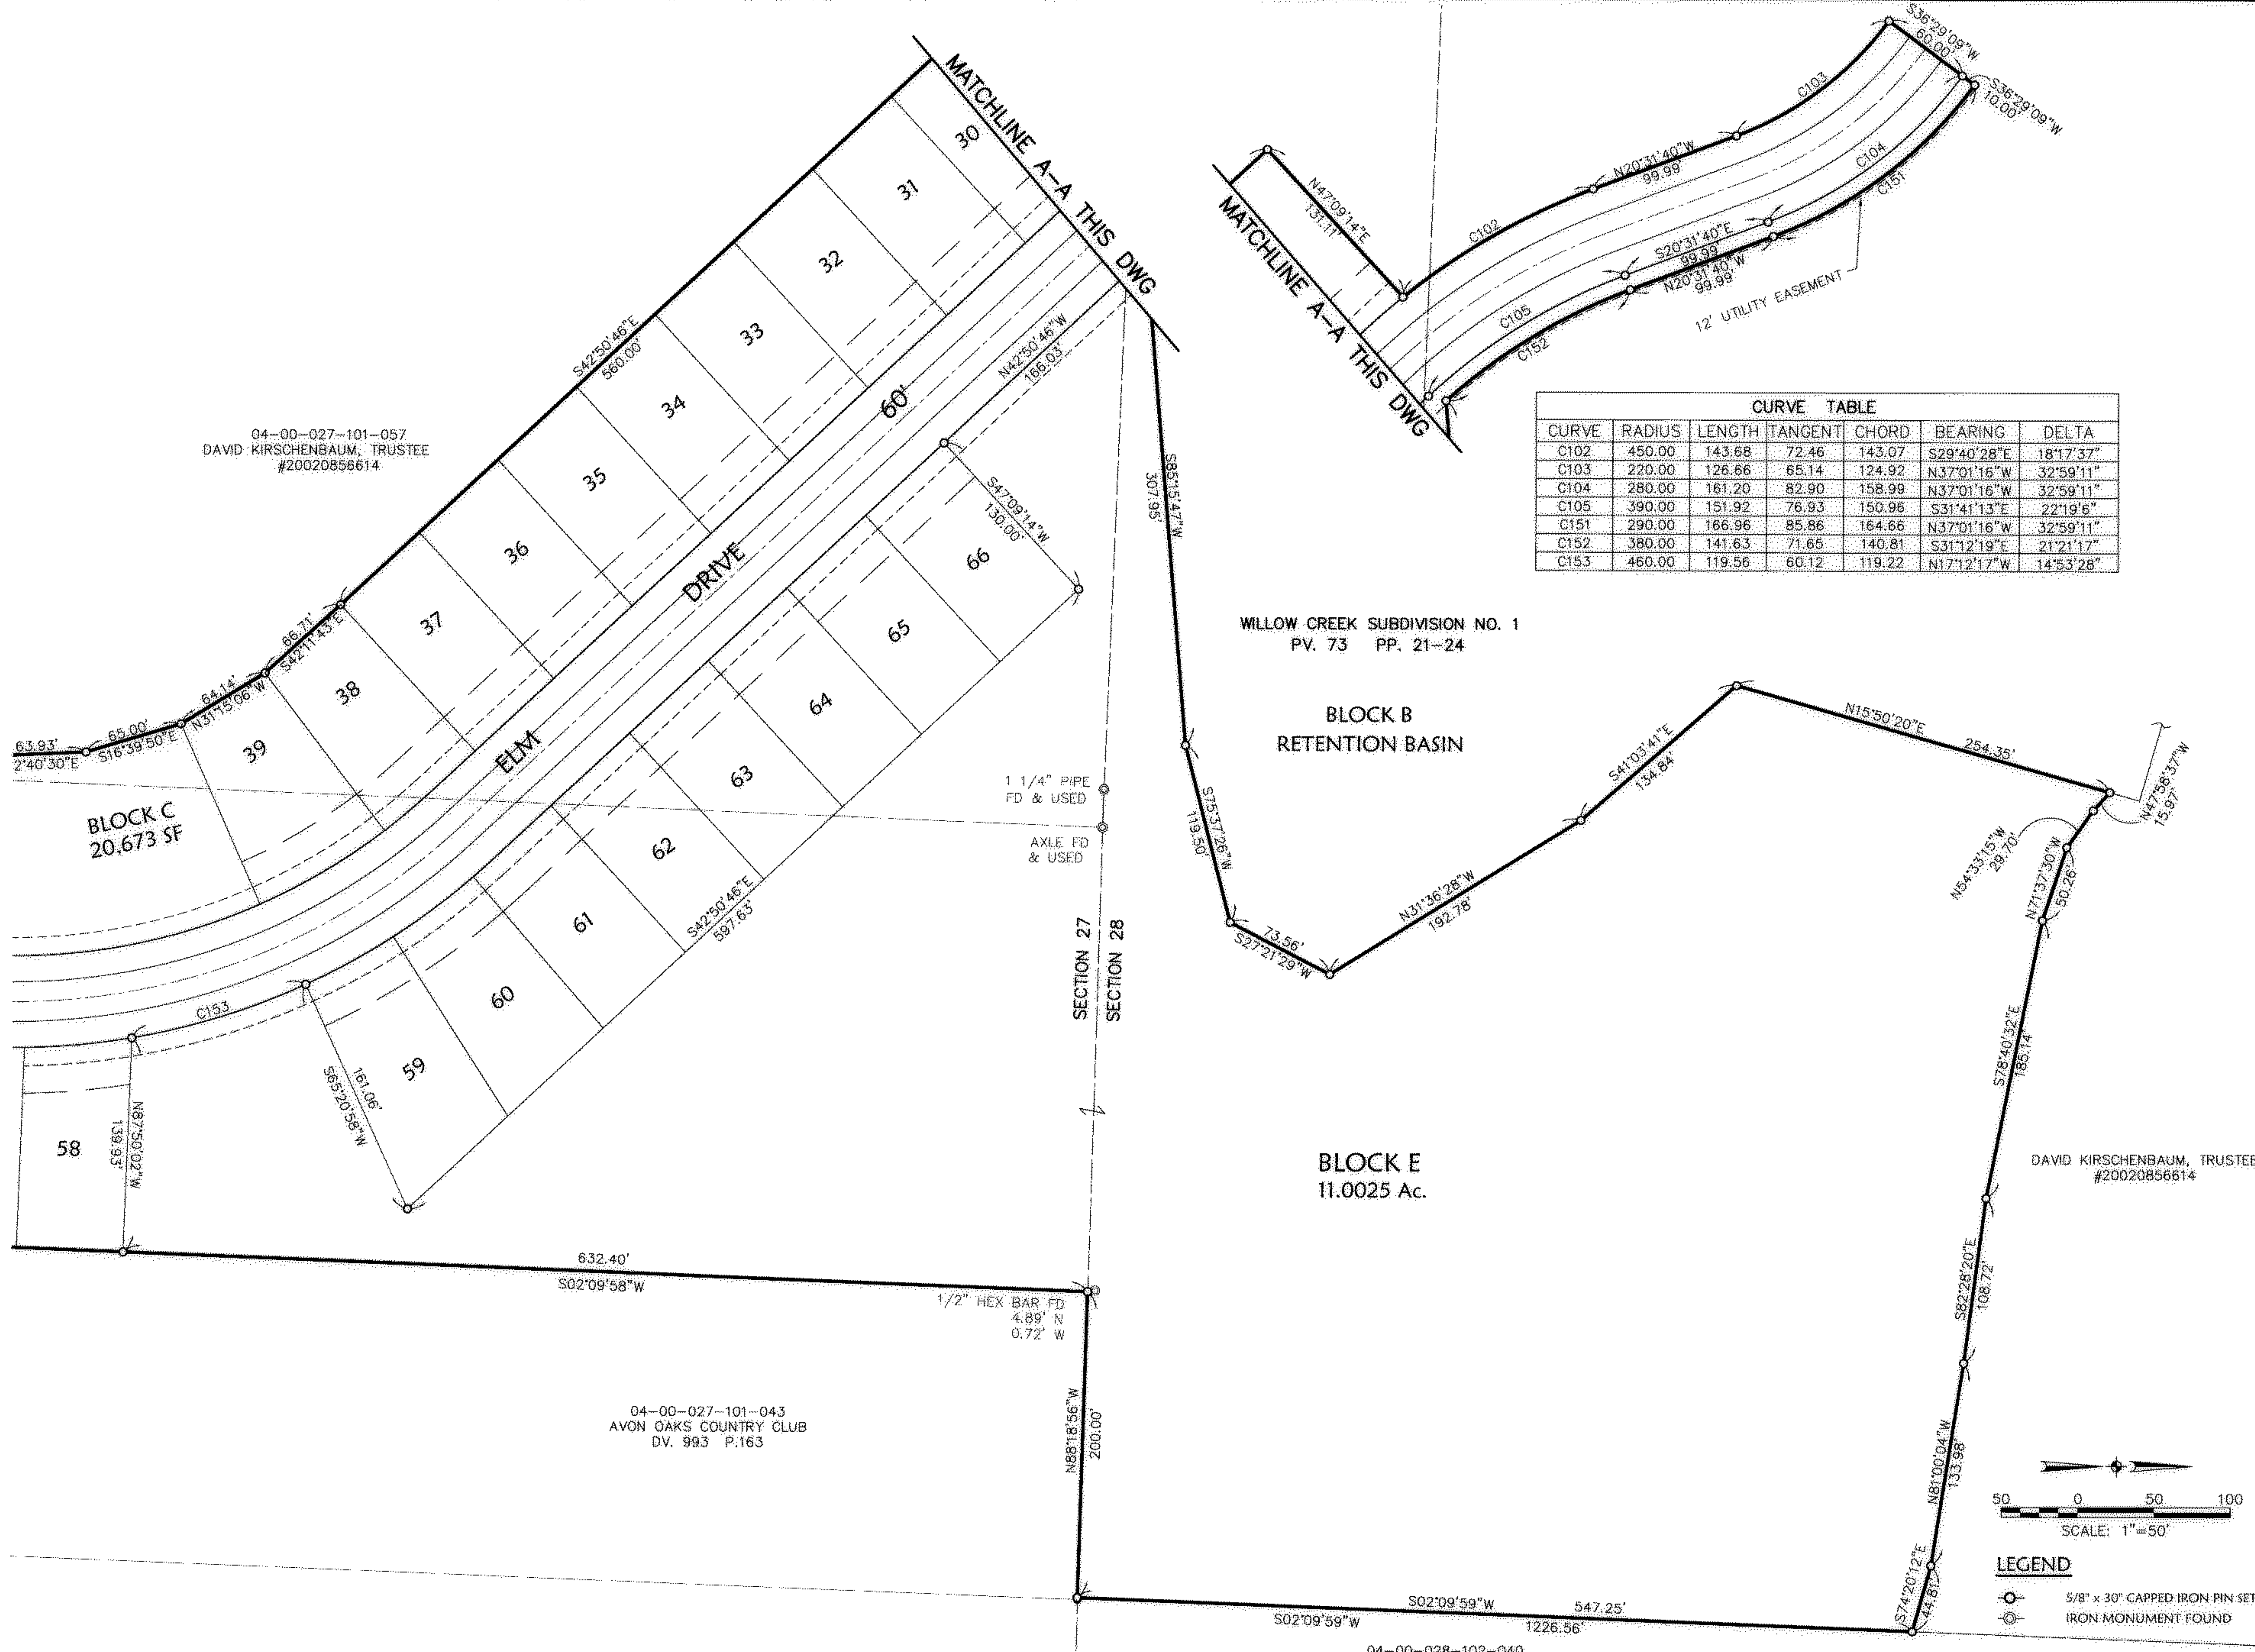 MATCHLINE A-A THIS DWG
30
31
32
33
34
35
36
37
38
39
S42°50'46"E
560.00'
04-00-027-101-057
DAVID KIRSCHENBAUM, TRUSTEE
#20020856614
66.71'
S42°11'43"E
64.14'
N31°15'06"W
65.00'
S16°39'50"E
63.93'
2°40'30"E
BLOCK C
20,673 SF
ELM DRIVE
60'
N42°50'46"W
166.03'
S47°09'14"W
130.00'
66
65
64
63
62
61
60
59
58
S42°50'46"E
597.63'
C153
161.06'
S65°20'58"W
N87°50'02"W
139.93'
632.40'
S02°09'58"W
1 1/4" PIPE
FD & USED
AXLE FD
& USED
SECTION 27
SECTION 28
1/2" HEX BAR FD
4.89' N
0.72' W
04-00-027-101-043
AVON OAKS COUNTRY CLUB
DV. 993 P.163
N88°18'56"W
200.00'
MATCHLINE A-A THIS DWG
N47°09'14"E
131.11'
C102
N20°31'40"W
99.99'
C103
S36°29'09"W
60.00'
S36°29'09"W
10.00'
C104
C151
S20°31'40"E
99.99'
N20°31'40"W
99.99'
C105
C152
12' UTILITY EASEMENT
CURVE TABLE
CURVE RADIUS LENGTH TANGENT CHORD BEARING DELTA
C102 450.00 143.68 72.46 143.07 S29°40'28"E 18°17'37"
C103 220.00 126.66 65.14 124.92 N37°01'16"W 32°59'11"
C104 280.00 161.20 82.90 158.99 N37°01'16"W 32°59'11"
C105 390.00 151.92 76.93 150.96 S31°41'13"E 22°19'6"
C151 290.00 166.96 85.86 164.66 N37°01'16"W 32°59'11"
C152 380.00 141.63 71.65 140.81 S31°12'19"E 21°21'17"
C153 460.00 119.56 60.12 119.22 N17°12'17"W 14°53'28"
S85°15'47"W
307.95'
WILLOW CREEK SUBDIVISION NO. 1
PV. 73 PP. 21-24
BLOCK B
RETENTION BASIN
S75°37'26"W
119.50'
73.56'
S27°21'29"W
N31°36'28"W
192.78'
S41°03'41"E
134.84'
N15°50'20"E
254.35'
N47°58'37"W
15.97'
N54°33'15"W
29.70'
N71°37'30"W
50.26'
S78°40'32"E
185.14'
S82°28'20"E
108.72'
N81°00'04"W
133.98'
S74°20'12"E
44.81'
BLOCK E
11.0025 Ac.
DAVID KIRSCHENBAUM, TRUSTEE
#20020856614
S02°09'59"W 547.25'
S02°09'59"W 1226.56'
04-00-028-102-040
50 0 50 100
SCALE: 1"=50'
LEGEND
5/8" x 30" CAPPED IRON PIN SET
IRON MONUMENT FOUND